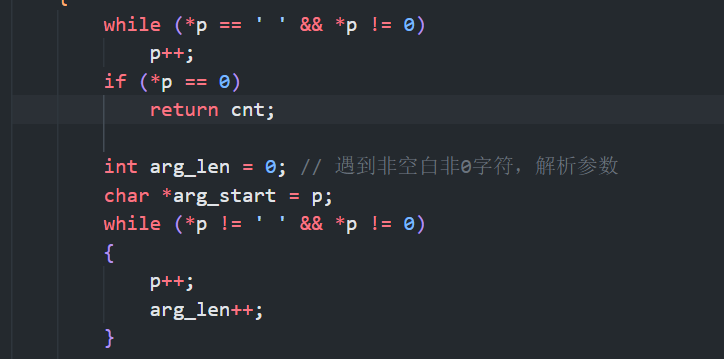 {
while (*p == ' ' && *p != 0)
p++;
if (*p == 0)
return cnt;
int arg_len = 0; // 遇到非空白非0字符，解析参数
char *arg_start = p;
while (*p != ' ' && *p != 0)
{
p++;
arg_len++;
}